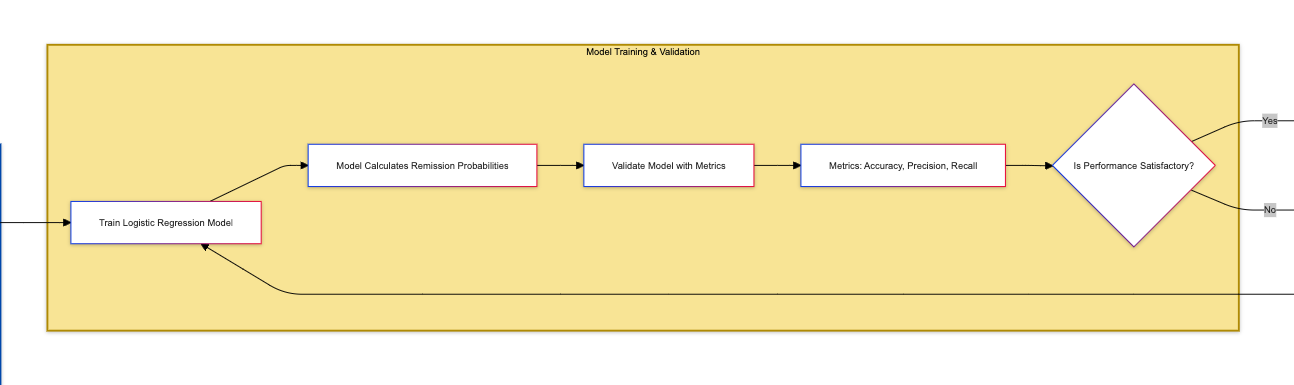 Model Training & Validation
Train Logistic Regression Model
Model Calculates Remission Probabilities
Validate Model with Metrics
Metrics: Accuracy, Precision, Recall
Is Performance Satisfactory?
Yes
No